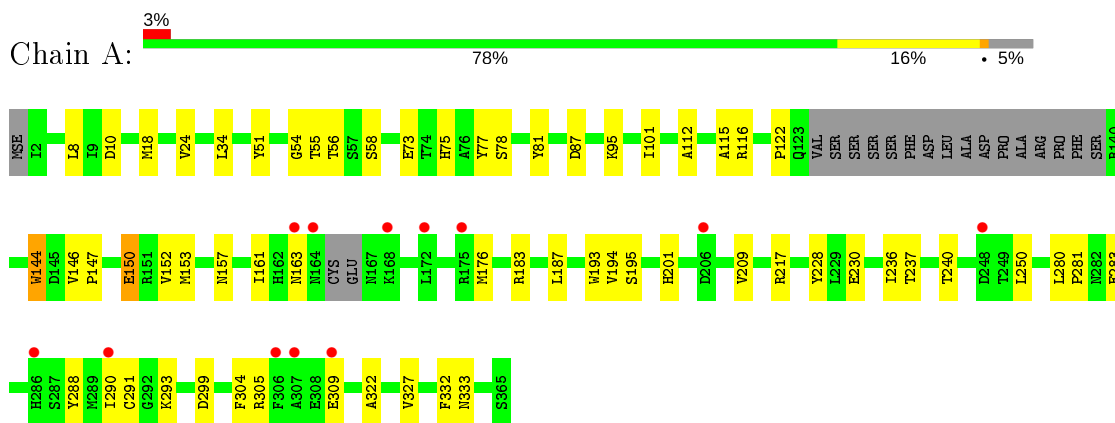 3%
Chain A:
78% 16% • 5%
MSE I2 L8 I9 D10 M18 V24 L34 Y51 G54 T55 T56 S57 S58 E73 T74 H75 A76 Y77 S78 Y81 D87 K95 I101 A112 A115 R116 P122 Q123 VAL SER SER SER SER PHE ASP LEU ALA ASP PRO ALA ARG PRO PHE SER R140
W144 D145 V146 P147 E150 R151 V152 M153 N157 I161 H162 N163 N164 CYS GLU N167 K168 L172 R175 M176 R183 L187 W193 V194 S195 H201 D206 V209 R217 Y228 L229 E230 I236 T237 T240 D248 T249 L250 L280 P281 N282
H286 S287 Y288 M289 I290 C291 G292 K293 D299 F304 R305 F306 A307 E308 E309 A322 V327 F332 N333 S365